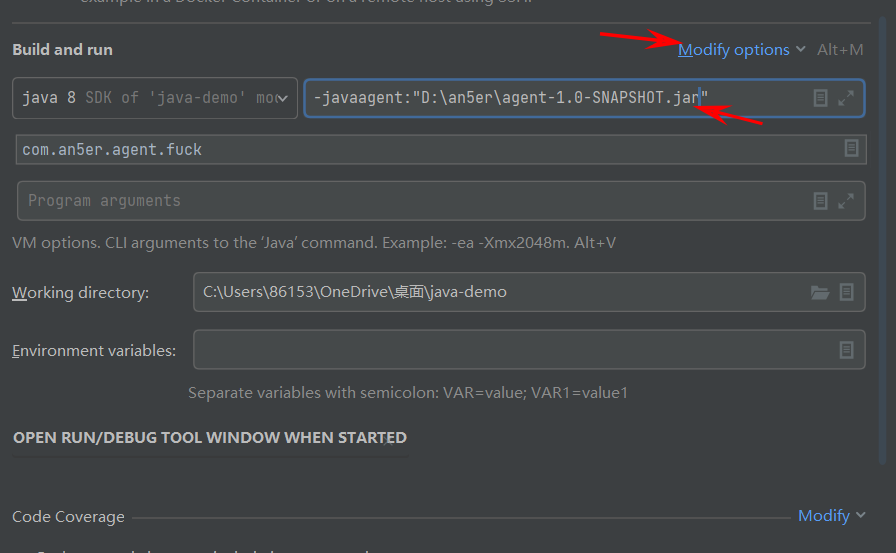 example in a Docker Container or on a remote host using SSH.
Build and run
Modify options Alt+M
java 8 SDK of 'java-demo' mo
-javaagent:"D:\an5er\agent-1.0-SNAPSHOT.jar"
com.an5er.agent.fuck
Program arguments
VM options. CLI arguments to the ‘Java’ command. Example: -ea -Xmx2048m. Alt+V
Working directory: C:\Users\86153\OneDrive\桌面\java-demo
Environment variables:
Separate variables with semicolon: VAR=value; VAR1=value1
OPEN RUN/DEBUG TOOL WINDOW WHEN STARTED
Code Coverage Modify